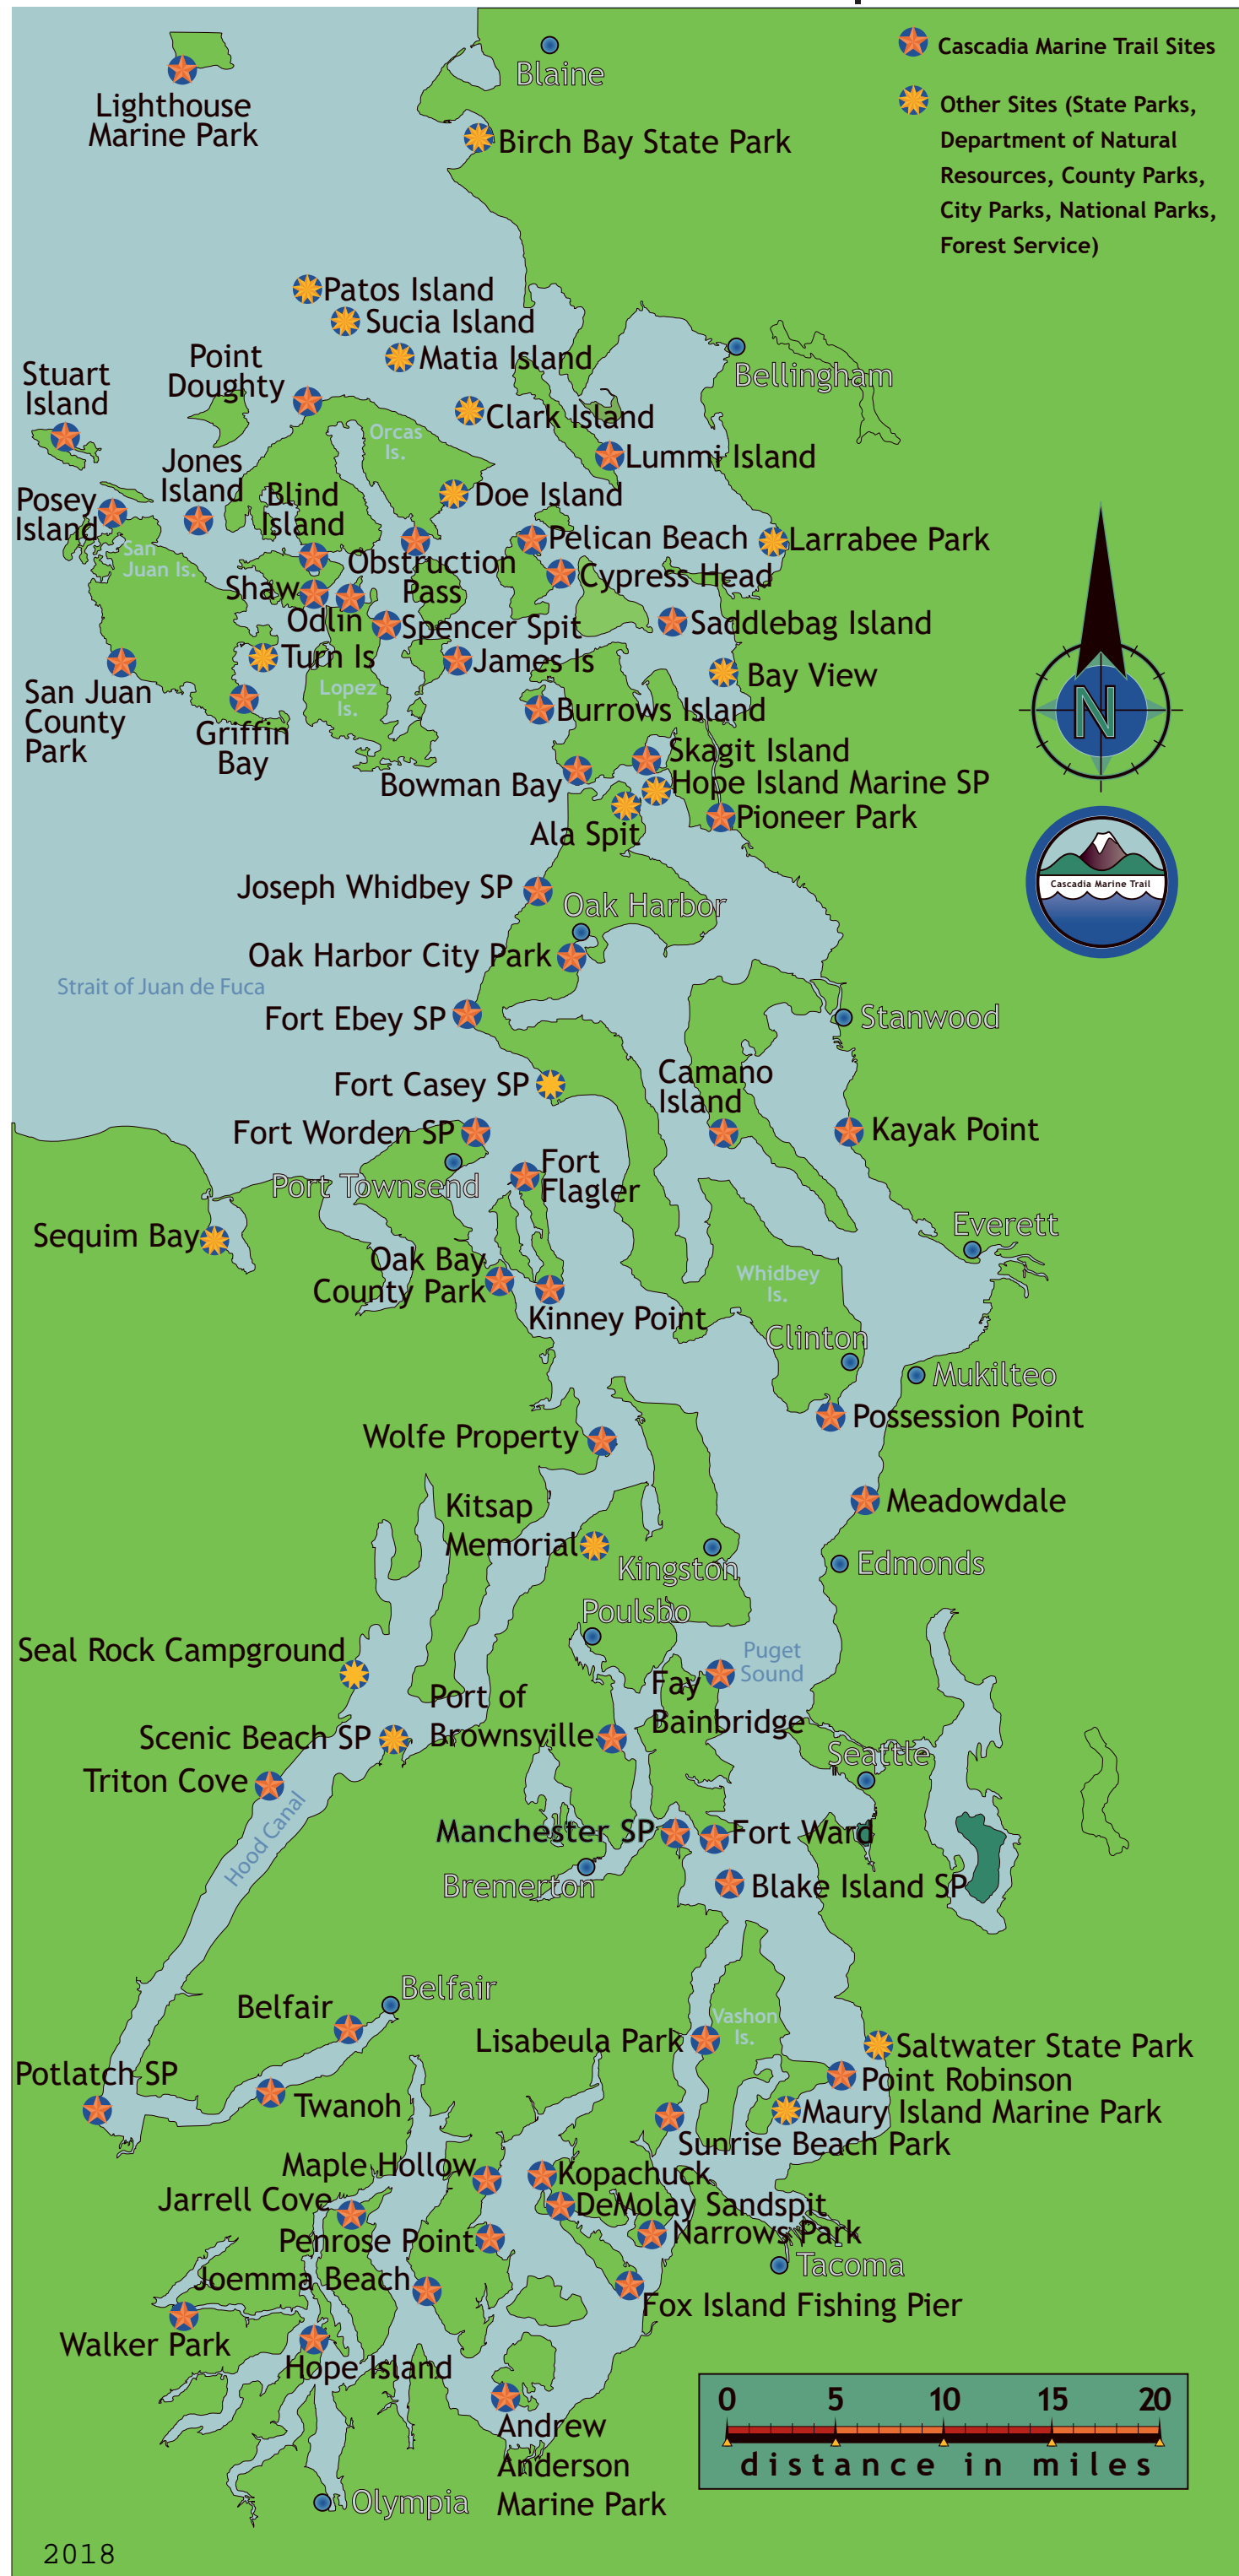 Cascadia Marine Trail Sites
Other Sites (State Parks,
Department of Natural
Resources, County Parks,
City Parks, National Parks,
Forest Service)
Blaine
Lighthouse
Marine Park
Birch Bay State Park
Patos Island
Sucia Island
Matia Island
Point
Doughty
Bellingham
Stuart
Island
Clark Island
Orcas
Is.
Lummi Island
Jones
Island
Blind
Island
Doe Island
Posey
Island
San
Juan Is.
Pelican Beach
Larrabee Park
Obstruction
Pass
Cypress Head
Shaw
Odlin
Spencer Spit
Saddlebag Island
Turn Is
James Is
Bay View
Lopez
Is.
San Juan
County
Park
Griffin
Bay
Burrows Island
N
Skagit Island
Bowman Bay
Hope Island Marine SP
Ala Spit
Pioneer Park
Cascadia Marine Trail
Joseph Whidbey SP
Oak Harbor
Oak Harbor City Park
Strait of Juan de Fuca
Fort Ebey SP
Stanwood
Camano
Island
Fort Casey SP
Fort Worden SP
Kayak Point
Fort
Flagler
Port Townsend
Sequim Bay
Everett
Oak Bay
County Park
Whidbey
Is.
Kinney Point
Clinton
Mukilteo
Possession Point
Wolfe Property
Meadowdale
Kitsap
Memorial
Kingston
Edmonds
Poulsbo
Seal Rock Campground
Puget
Sound
Fay
Bainbridge
Port of
Brownsville
Scenic Beach SP
Seattle
Triton Cove
Hood Canal
Manchester SP
Fort Ward
Bremerton
Blake Island SP
Belfair
Belfair
Vashon
Is.
Lisabeula Park
Saltwater State Park
Potlatch SP
Point Robinson
Twanoh
Maury Island Marine Park
Sunrise Beach Park
Maple Hollow
Kopachuck
Jarrell Cove
DeMolay Sandspit
Penrose Point
Narrows Park
Tacoma
Joemma Beach
Fox Island Fishing Pier
Walker Park
Hope Island
0 5 10 15 20
distance in miles
Andrew
Anderson
Marine Park
Olympia
2018